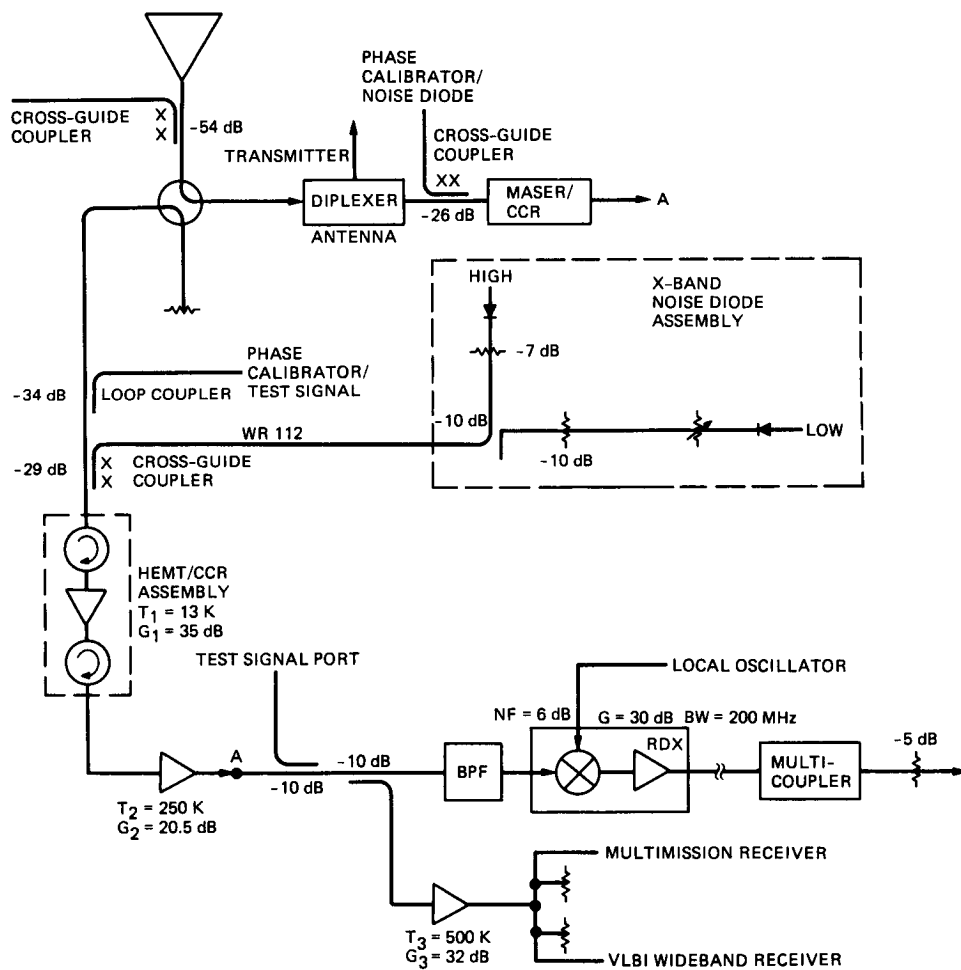 PHASE
CALIBRATOR/
NOISE DIODE
CROSS-GUIDE
COUPLER
X
X
-54 dB
TRANSMITTER
CROSS-GUIDE
COUPLER
XX
DIPLEXER
ANTENNA
-26 dB
MASER/
CCR
A
HIGH
X-BAND
NOISE DIODE
ASSEMBLY
-7 dB
PHASE
CALIBRATOR/
TEST SIGNAL
-34 dB
LOOP COUPLER
-10 dB
WR 112
LOW
-10 dB
-29 dB
X
X
CROSS-GUIDE
COUPLER
HEMT/CCR
ASSEMBLY
T1 = 13 K
G1 = 35 dB
TEST SIGNAL PORT
LOCAL OSCILLATOR
NF = 6 dB
G = 30 dB
BW = 200 MHz
RDX
-5 dB
A
-10 dB
-10 dB
BPF
MULTI-
COUPLER
T2 = 250 K
G2 = 20.5 dB
MULTIMISSION RECEIVER
T3 = 500 K
G3 = 32 dB
VLBI WIDEBAND RECEIVER